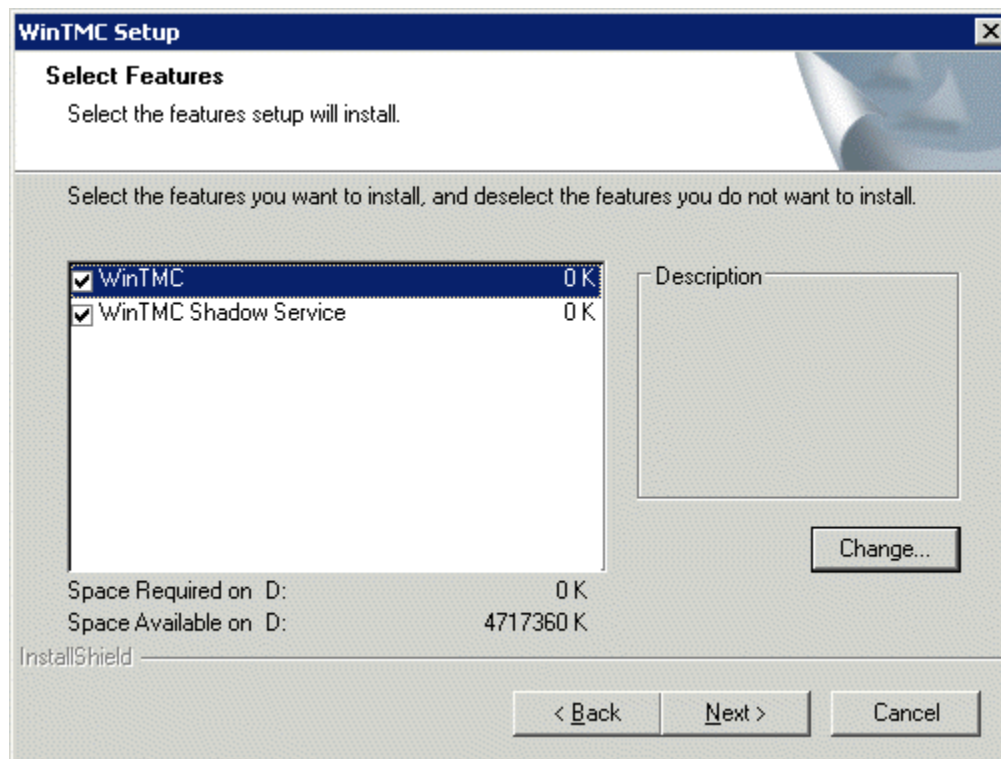 WinTMC Setup
Select Features
Select the features setup will install.
Select the features you want to install, and deselect the features you do not want to install.
WinTMC 0 K
WinTMC Shadow Service 0 K
Description
Change...
Space Required on D: 0 K
Space Available on D: 4717360 K
InstallShield
< Back Next > Cancel